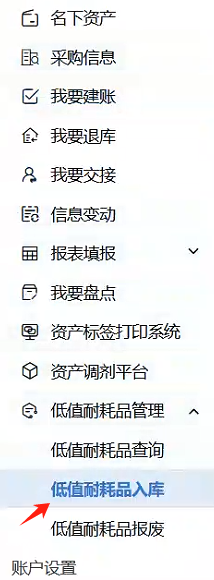 名下资产
采购信息
我要建账
我要退库
我要交接
信息变动
报表填报
我要盘点
资产标签打印系统
资产调剂平台
低值耐耗品管理
低值耐耗品查询
低值耐耗品入库
低值耐耗品报废
账户设置